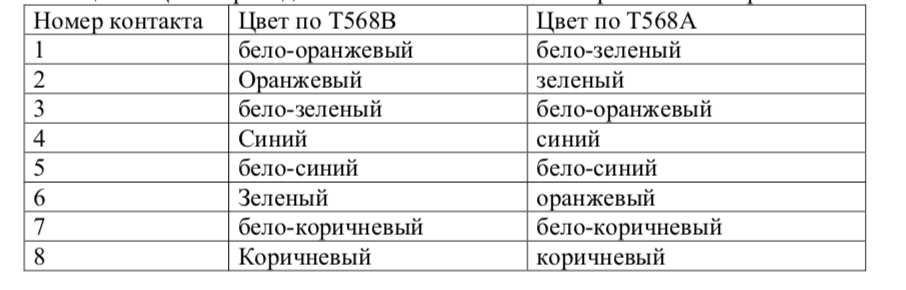 Номер контакта Цвет по T568B Цвет по T568A
1 бело-оранжевый бело-зеленый
2 Оранжевый зеленый
3 бело-зеленый бело-оранжевый
4 Синий синий
5 бело-синий бело-синий
6 Зеленый оранжевый
7 бело-коричневый бело-коричневый
8 Коричневый коричневый